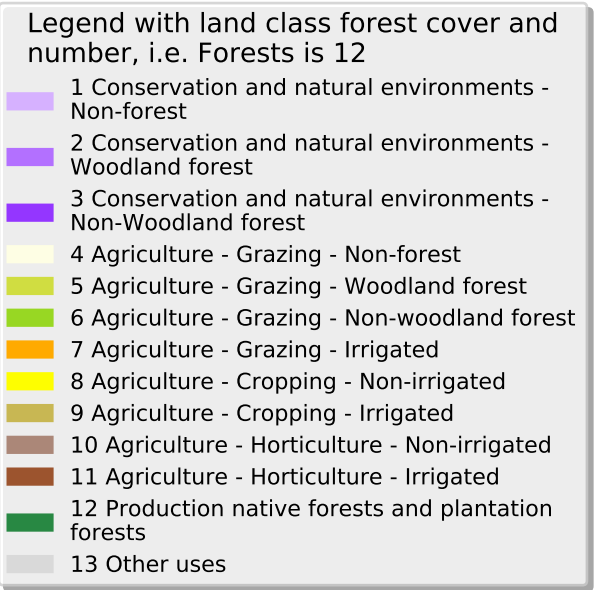 Legend with land class forest cover and
number, i.e. Forests is 12
1 Conservation and natural environments -
Non-forest
2 Conservation and natural environments -
Woodland forest
3 Conservation and natural environments -
Non-Woodland forest
4 Agriculture - Grazing - Non-forest
5 Agriculture - Grazing - Woodland forest
6 Agriculture - Grazing - Non-woodland forest
7 Agriculture - Grazing - Irrigated
8 Agriculture - Cropping - Non-irrigated
9 Agriculture - Cropping - Irrigated
10 Agriculture - Horticulture - Non-irrigated
11 Agriculture - Horticulture - Irrigated
12 Production native forests and plantation
forests
13 Other uses